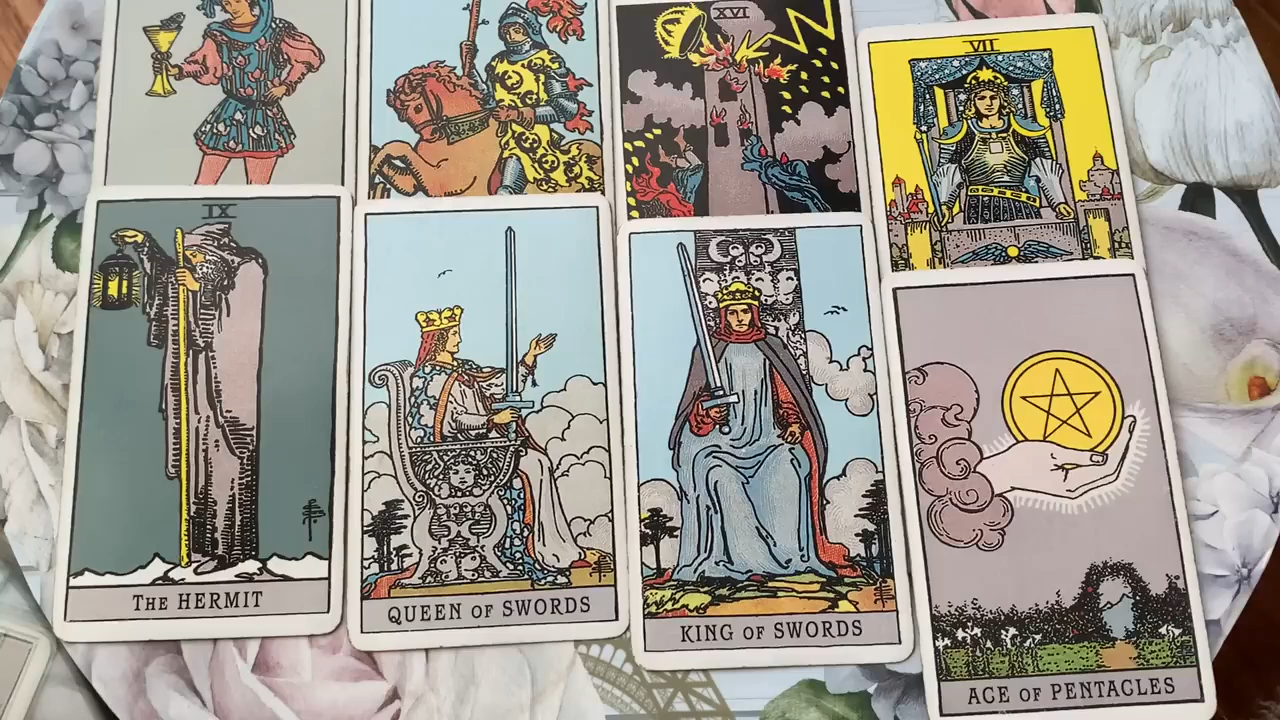 XVI
VII
IX
THE HERMIT
QUEEN OF SWORDS
KING OF SWORDS
ACE OF PENTACLES